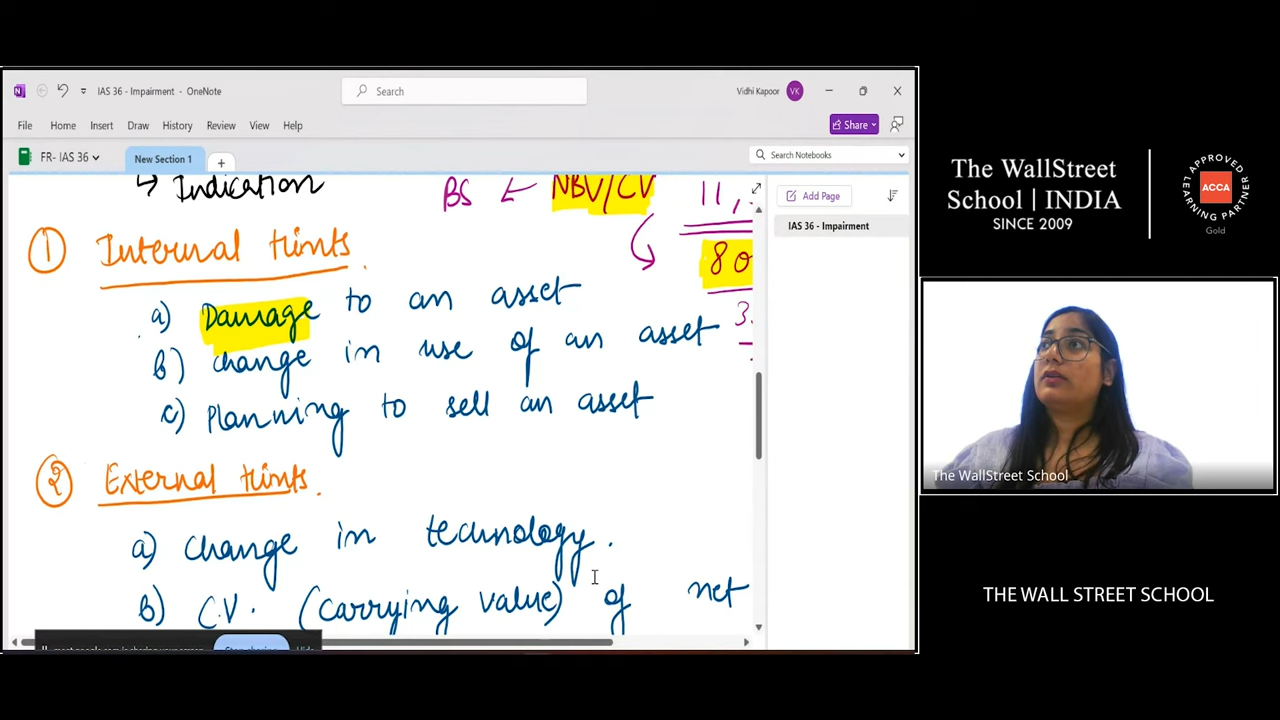 IAS 36 - Impairment - OneNote
Search
Vidhi Kapoor VK
File Home Insert Draw History Review View Help
Share
FR- IAS 36
New Section 1
+
Search Notebooks
Add Page
IAS 36 - Impairment
↳ Indication
BS ← NBV/CV 11,
80
3.
① Internal Hints.
a) Damage to an asset
b) change in use of an asset
c) Planning to sell an asset
② External Hints.
a) change in technology.
b) C.V. (carrying value) of net
Hide
The WallStreet
School | INDIA
SINCE 2009
APPROVED
LEARNING PARTNER
ACCA
Gold
The WallStreet School
THE WALL STREET SCHOOL